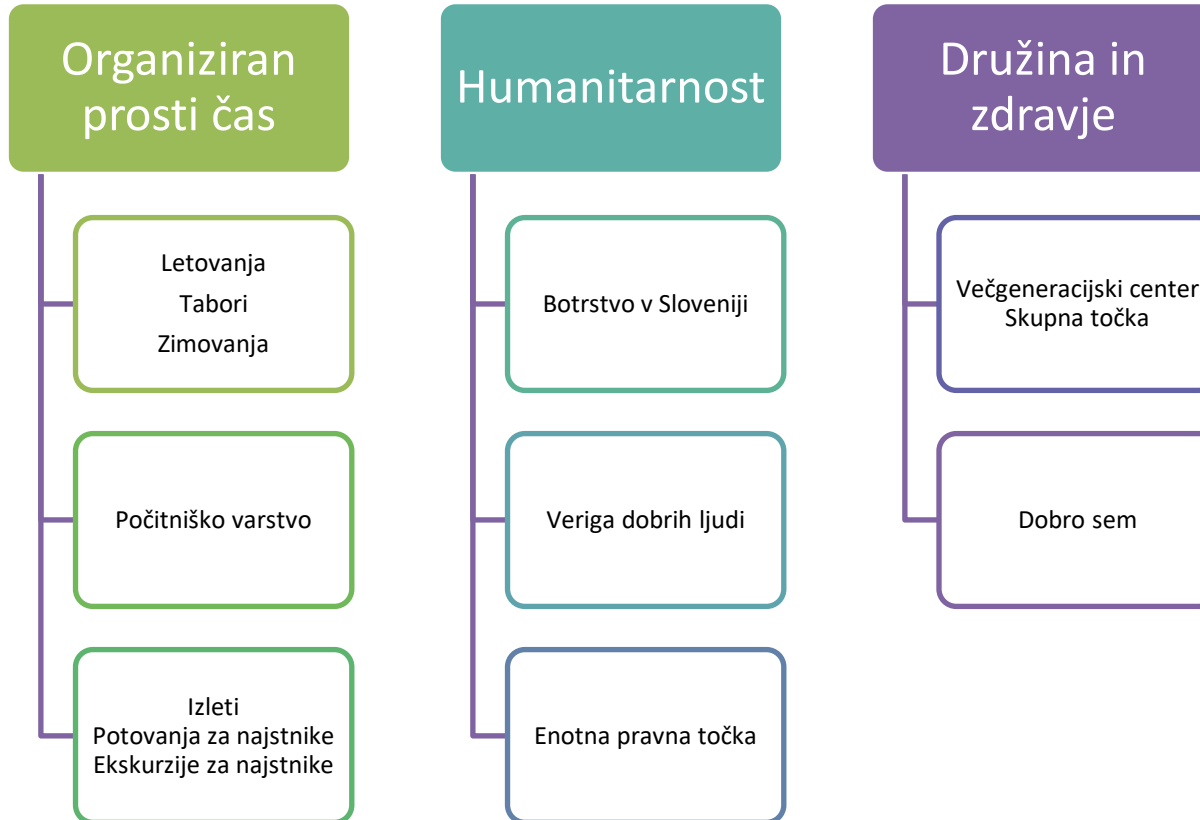 Organiziran
prosti čas
Letovanja
Tabori
Zimovanja
Počitniško varstvo
Izleti
Potovanja za najstnike
Ekskurzije za najstnike
Humanitarnost
Botrstvo v Sloveniji
Veriga dobrih ljudi
Enotna pravna točka
Družina in
zdravje
Večgeneracijski center
Skupna točka
Dobro sem